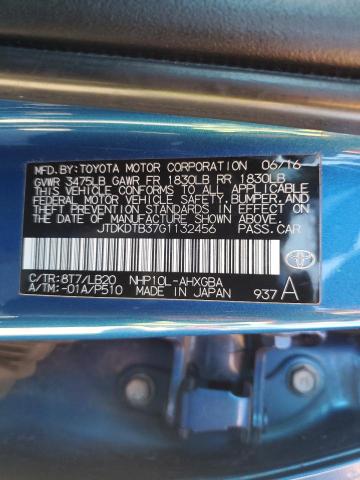 MFD.BY:TOYOTA MOTOR CORPORATION 06/16
GVWR 3475LB GAWR FR 1830LB RR 1830LB
THIS VEHICLE CONFORMS TO ALL APPLICABLE
FEDERAL MOTOR VEHICLE SAFETY, BUMPER, AND
THEFT PREVENTION STANDARDS IN EFFECT ON
THE DATE OF MANUFACTURE SHOWN ABOVE.
JTDKDTB37G1132456 PASS.CAR
C/TR:8T7/LB20 NHP10L-AHXGBA
A/TM:-01A/P510 MADE IN JAPAN 937 A